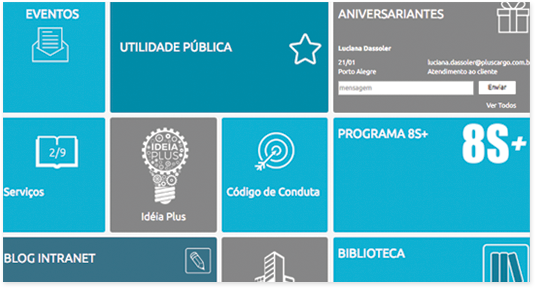 EVENTOS
UTILIDADE PÚBLICA
ANIVERSARIANTES
Luciana Dassoler
21/01 luciana.dassoler@pluscargo.com.b
Porto Alegre Atendimento ao cliente
mensagem Enviar
Ver Todos
2/9
Serviços
IDEIA
PLUS
Idéia Plus
Código de Conduta
PROGRAMA 8S+
8S+
BLOG INTRANET
BIBLIOTECA